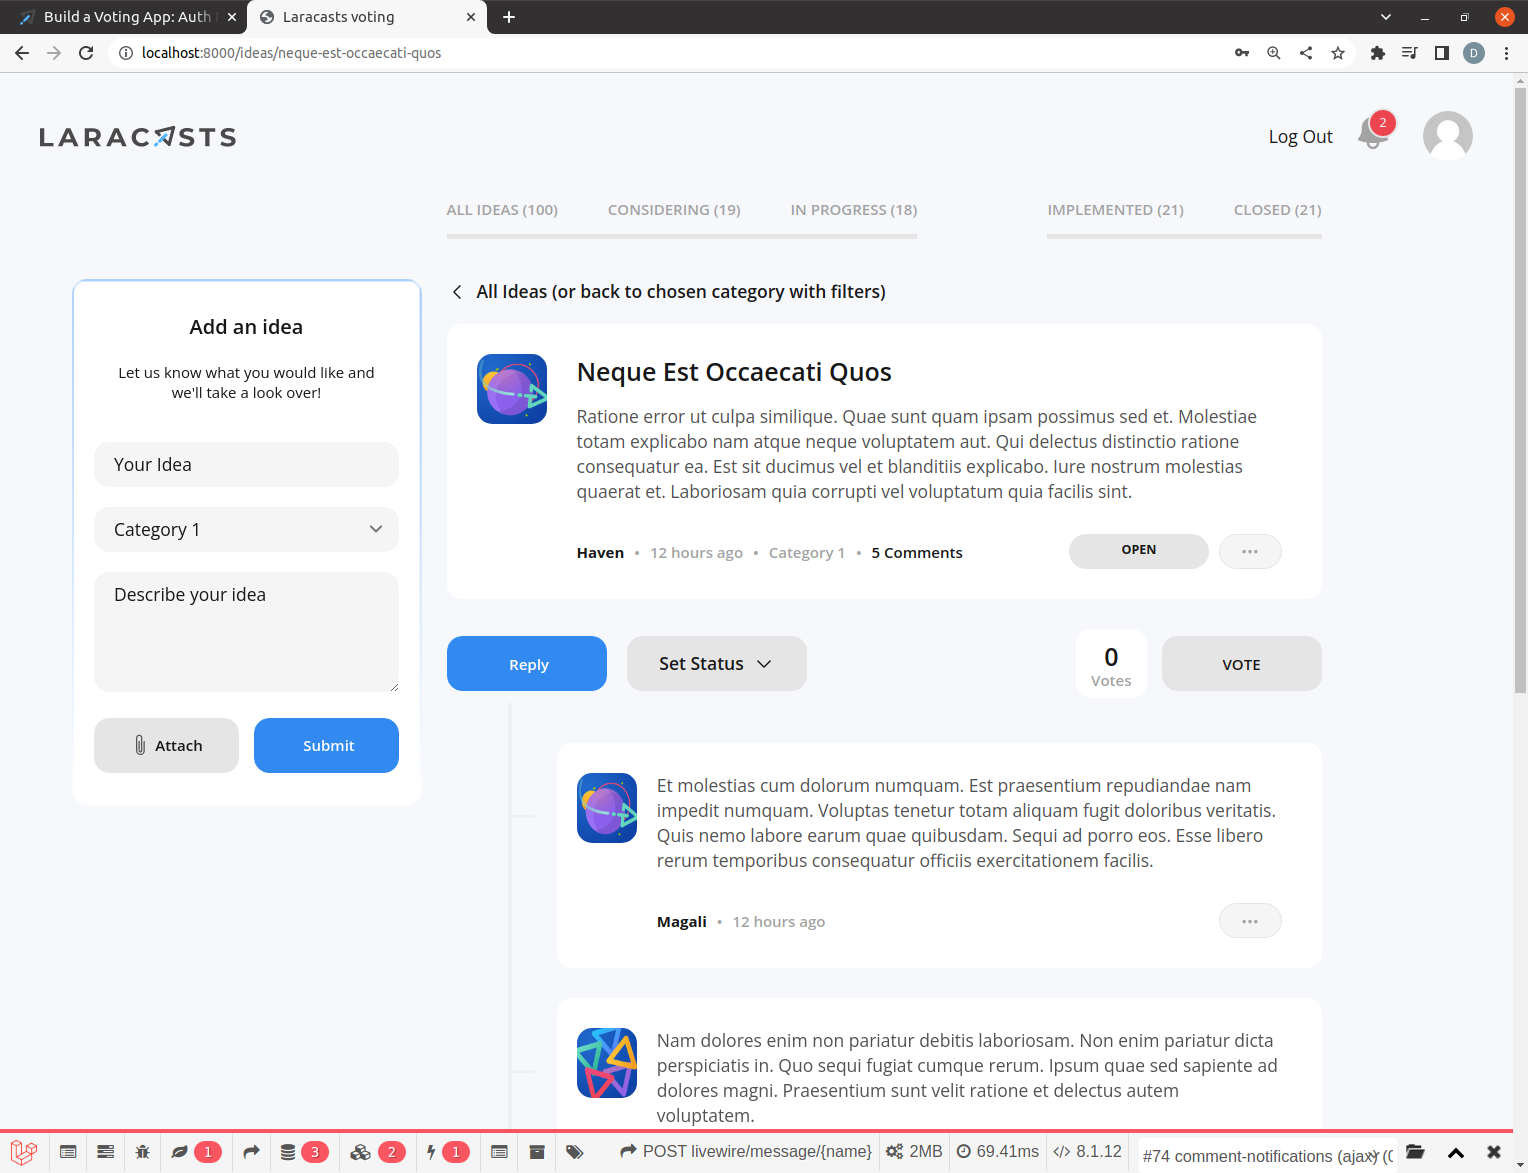 Build a Voting App: Auth
Laracasts voting
localhost:8000/ideas/neque-est-occaecati-quos
D
LARACASTS
Log Out
2
ALL IDEAS (100)
CONSIDERING (19)
IN PROGRESS (18)
IMPLEMENTED (21)
CLOSED (21)
Add an idea
Let us know what you would like and
we'll take a look over!
Your Idea
Category 1
Describe your idea
Attach
Submit
All Ideas (or back to chosen category with filters)
Neque Est Occaecati Quos
Ratione error ut culpa similique. Quae sunt quam ipsam possimus sed et. Molestiae
totam explicabo nam atque neque voluptatem aut. Qui delectus distinctio ratione
consequatur ea. Est sit ducimus vel et blanditiis explicabo. Iure nostrum molestias
quaerat et. Laboriosam quia corrupti vel voluptatum quia facilis sint.
Haven • 12 hours ago • Category 1 • 5 Comments
OPEN
Reply
Set Status
0
Votes
VOTE
Et molestias cum dolorum numquam. Est praesentium repudiandae nam
impedit numquam. Voluptas tenetur totam aliquam fugit doloribus veritatis.
Quis nemo labore earum quae quibusdam. Sequi ad porro eos. Esse libero
rerum temporibus consequatur officiis exercitationem facilis.
Magali • 12 hours ago
Nam dolores enim non pariatur debitis laboriosam. Non enim pariatur dicta
perspiciatis in. Quo sequi fugiat cumque rerum. Ipsum quae sed sapiente ad
dolores magni. Praesentium sunt velit ratione et delectus autem
voluptatem.
1
3
2
1
POST livewire/message/{name}
2MB
69.41ms
8.1.12
#74 comment-notifications (ajax)